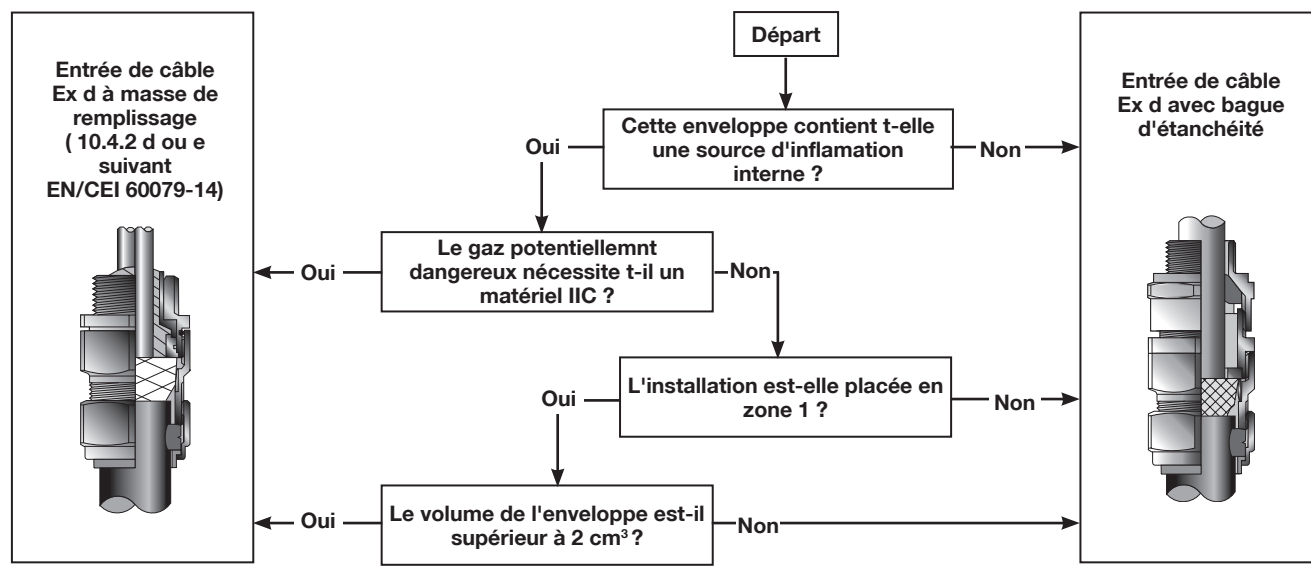 Départ
Entrée de câble
Ex d à masse de
remplissage
( 10.4.2 d ou e
suivant
EN/CEI 60079-14)
Cette enveloppe contient t-elle
une source d'inflamation
interne ?
Oui
Non
Entrée de câble
Ex d avec bague
d'étanchéité
Le gaz potentiellemnt
dangereux nécessite t-il un
matériel IIC ?
Oui
Non
L'installation est-elle placée en
zone 1 ?
Oui
Non
Le volume de l'enveloppe est-il
supérieur à 2 cm³ ?
Oui
Non